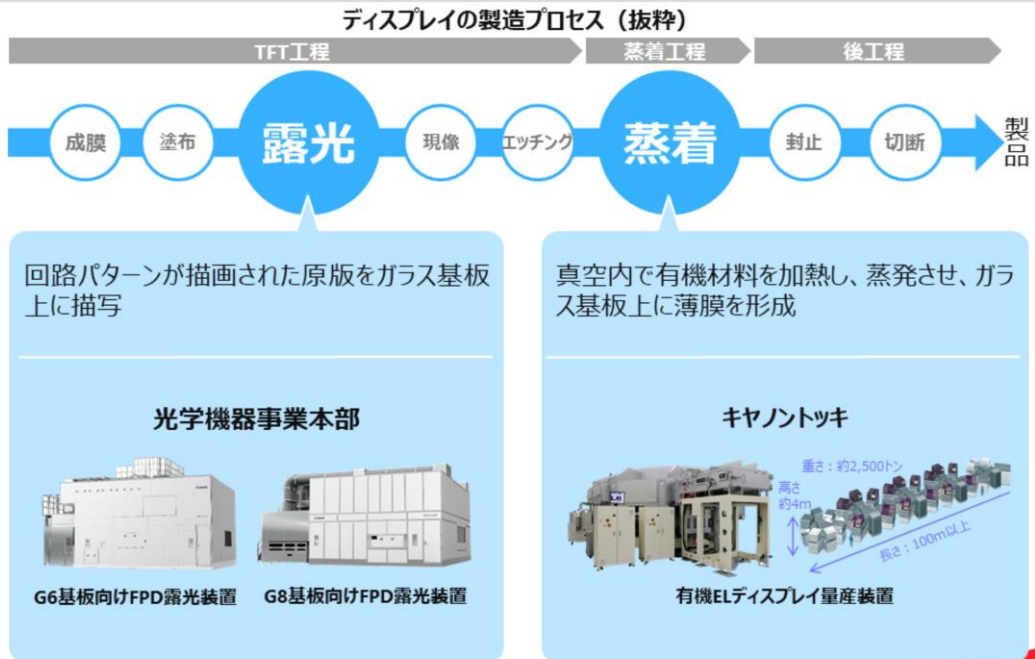 ディスプレイの製造プロセス（抜粋）
TFT工程
蒸着工程
後工程
成膜
塗布
露光
現像
エッチング
蒸着
封止
切断
製品
回路パターンが描画された原版をガラス基板
上に描写
光学機器事業本部
G6基板向けFPD露光装置
G8基板向けFPD露光装置
真空内で有機材料を加熱し、蒸発させ、ガラ
ス基板上に薄膜を形成
キヤノントッキ
重さ：約2,500トン
高さ
約4m
長さ：100m以上
有機ELディスプレイ量産装置